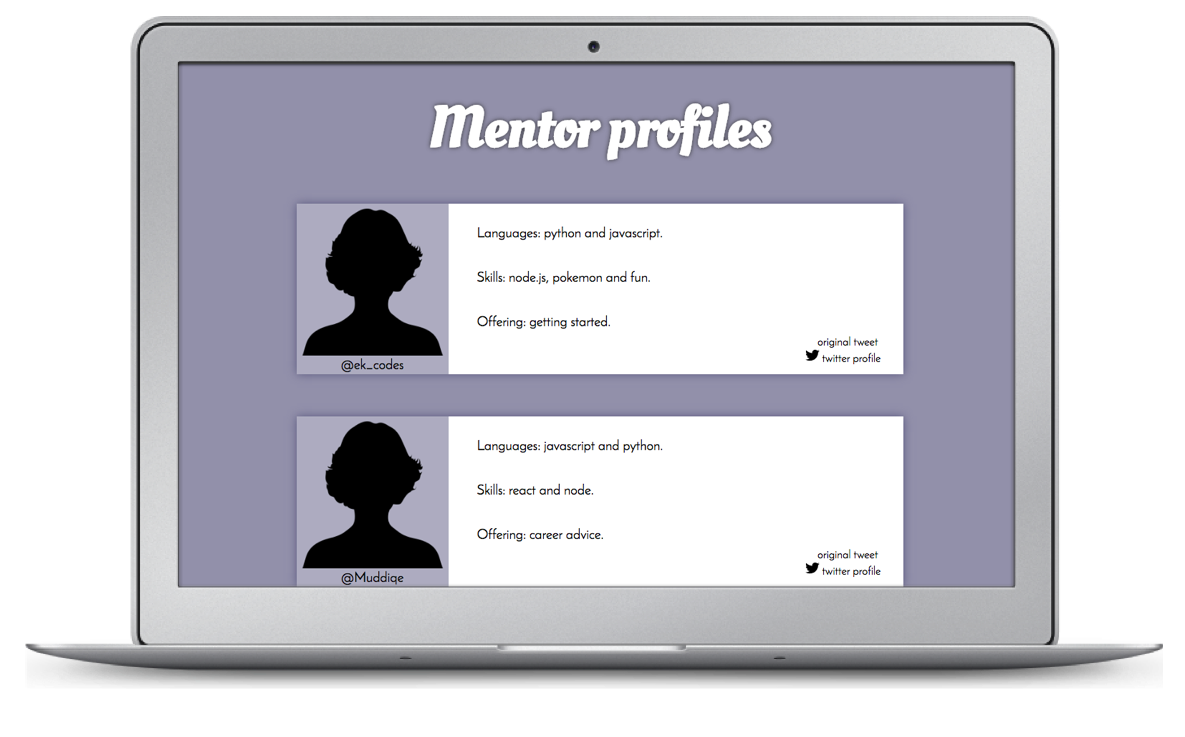 Mentor profiles
Languages: python and javascript.
Skills: node.js, pokemon and fun.
Offering: getting started.
original tweet
twitter profile
@ek_codes
Languages: javascript and python.
Skills: react and node.
Offering: career advice.
original tweet
twitter profile
@Muddiqe